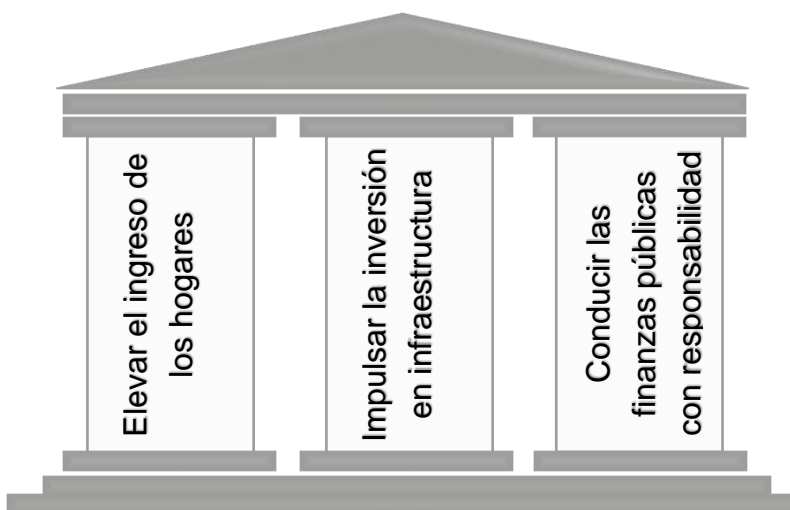 Elevar el ingreso de
los hogares
Impulsar la inversión
en infraestructura
Conducir las
finanzas públicas
con responsabilidad